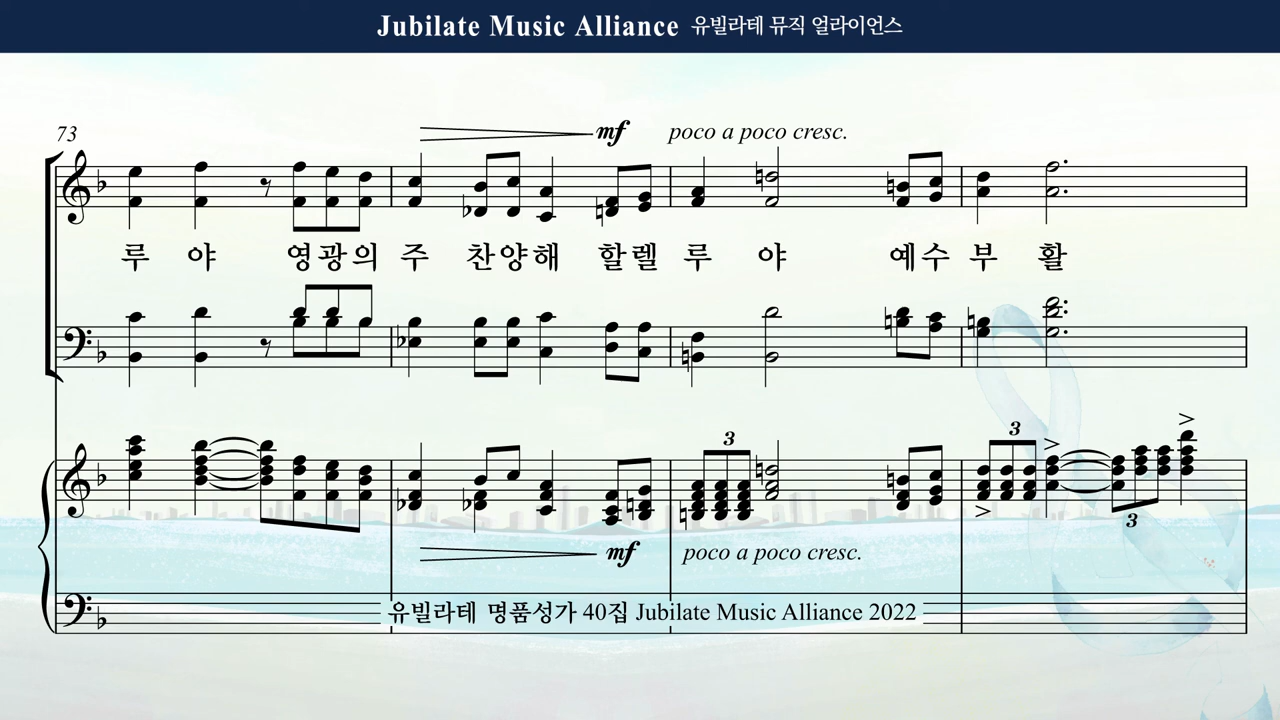 Jubilate Music Alliance 유빌라테 뮤직 얼라이언스
73
mf poco a poco cresc.
루 야 영광의 주 찬양해 할렐 루 야 예수 부 활
3 3
3
mf poco a poco cresc.
유빌라테 명품성가 40집 Jubilate Music Alliance 2022